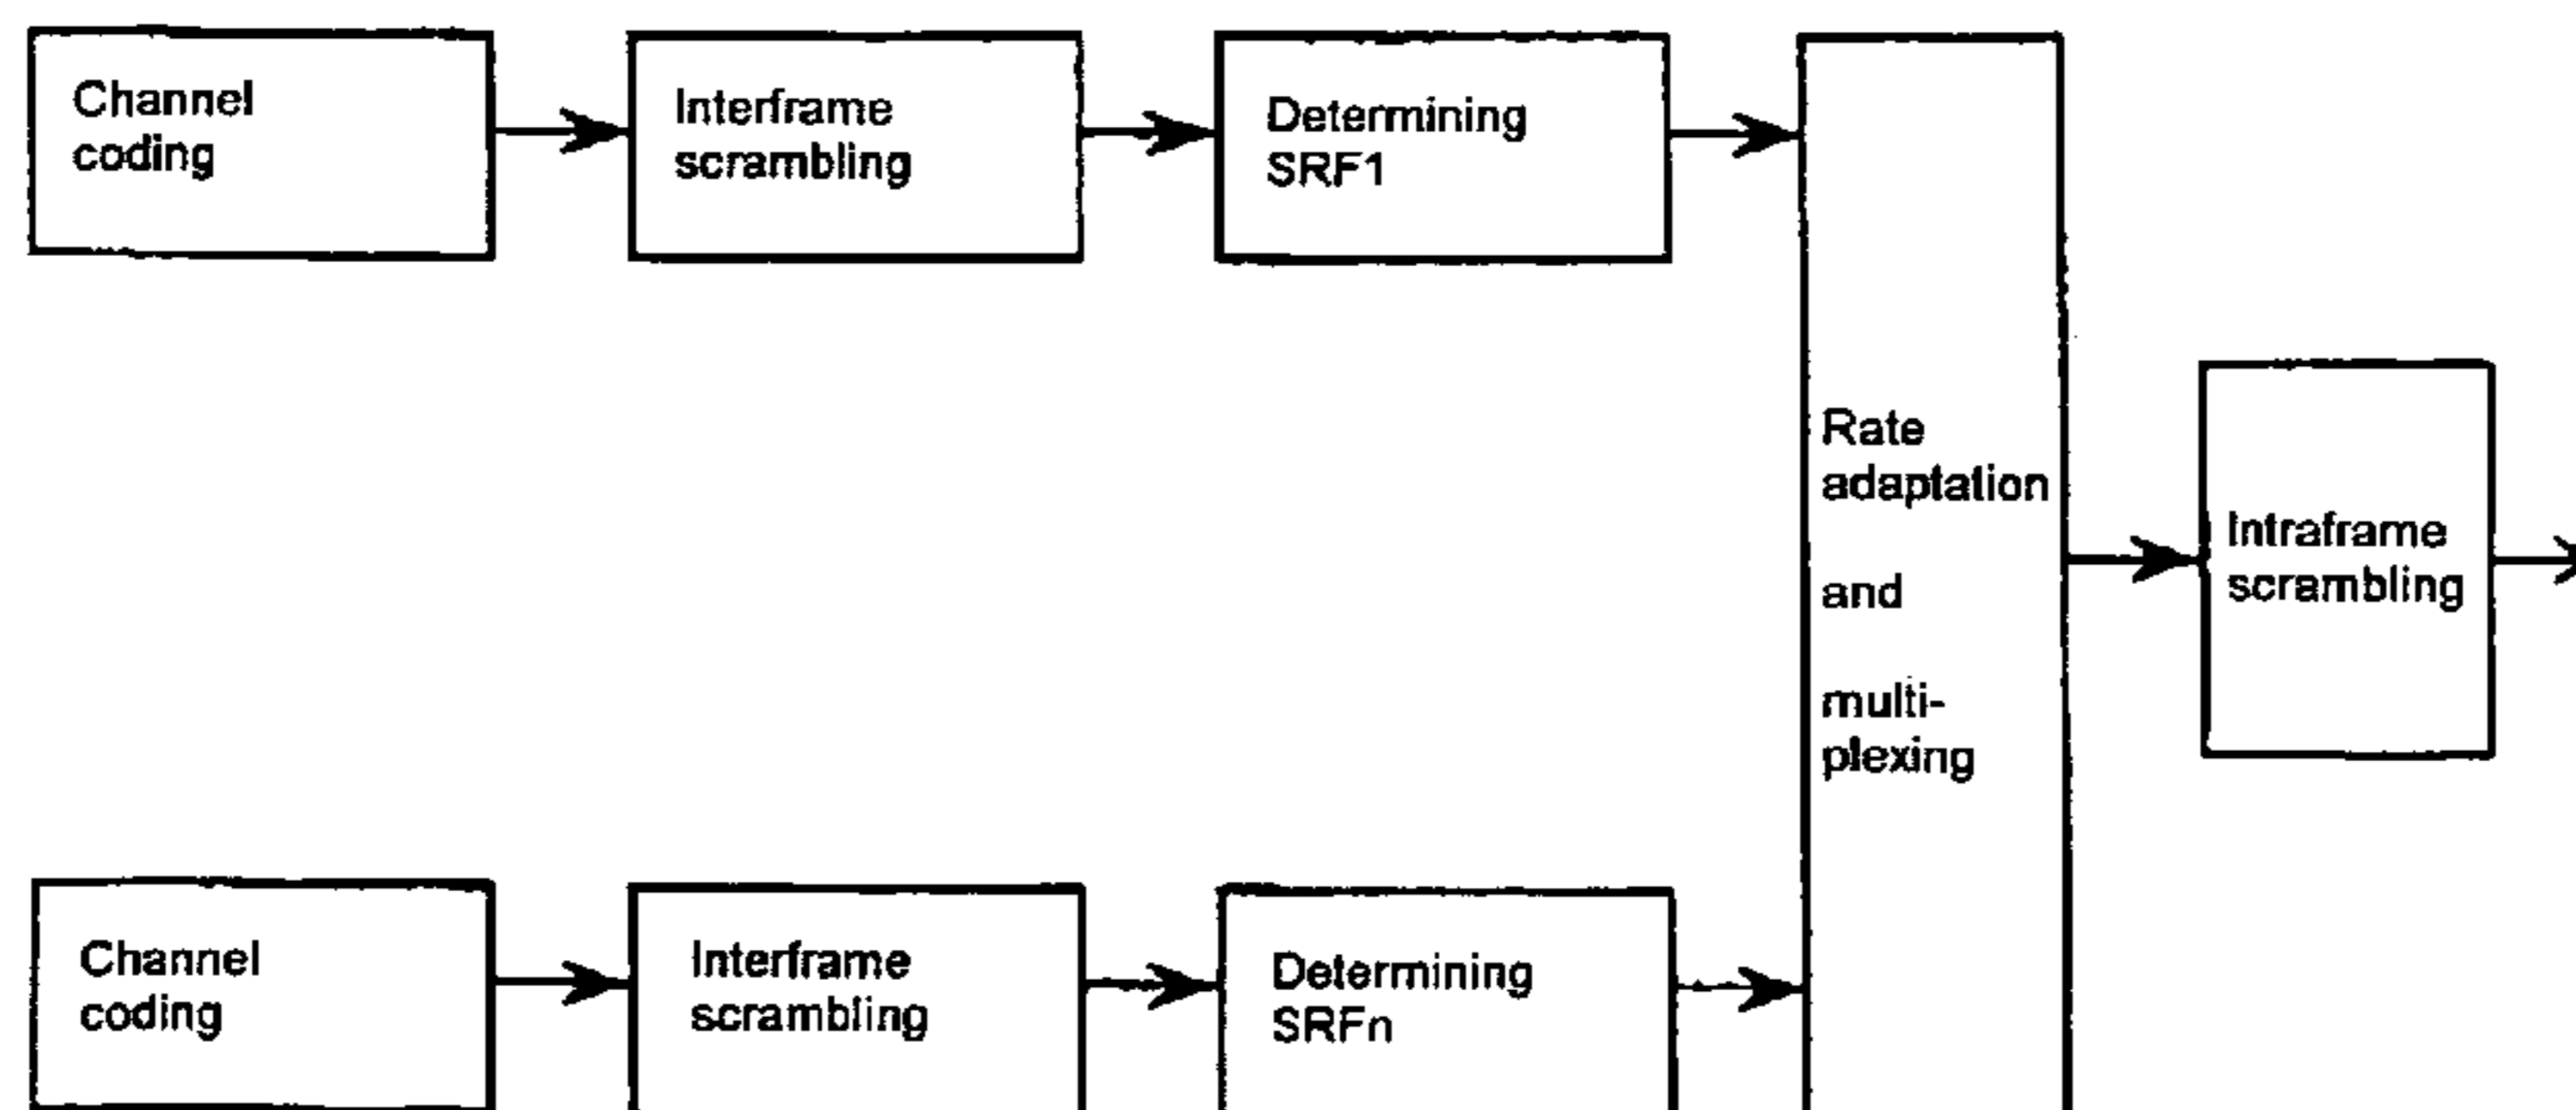 Channel
coding
Interframe
scrambling
Determining
SRF1
Rate
adaptation
and
multi-
plexing
Intraframe
scrambling
Channel
coding
Interframe
scrambling
Determining
SRFn